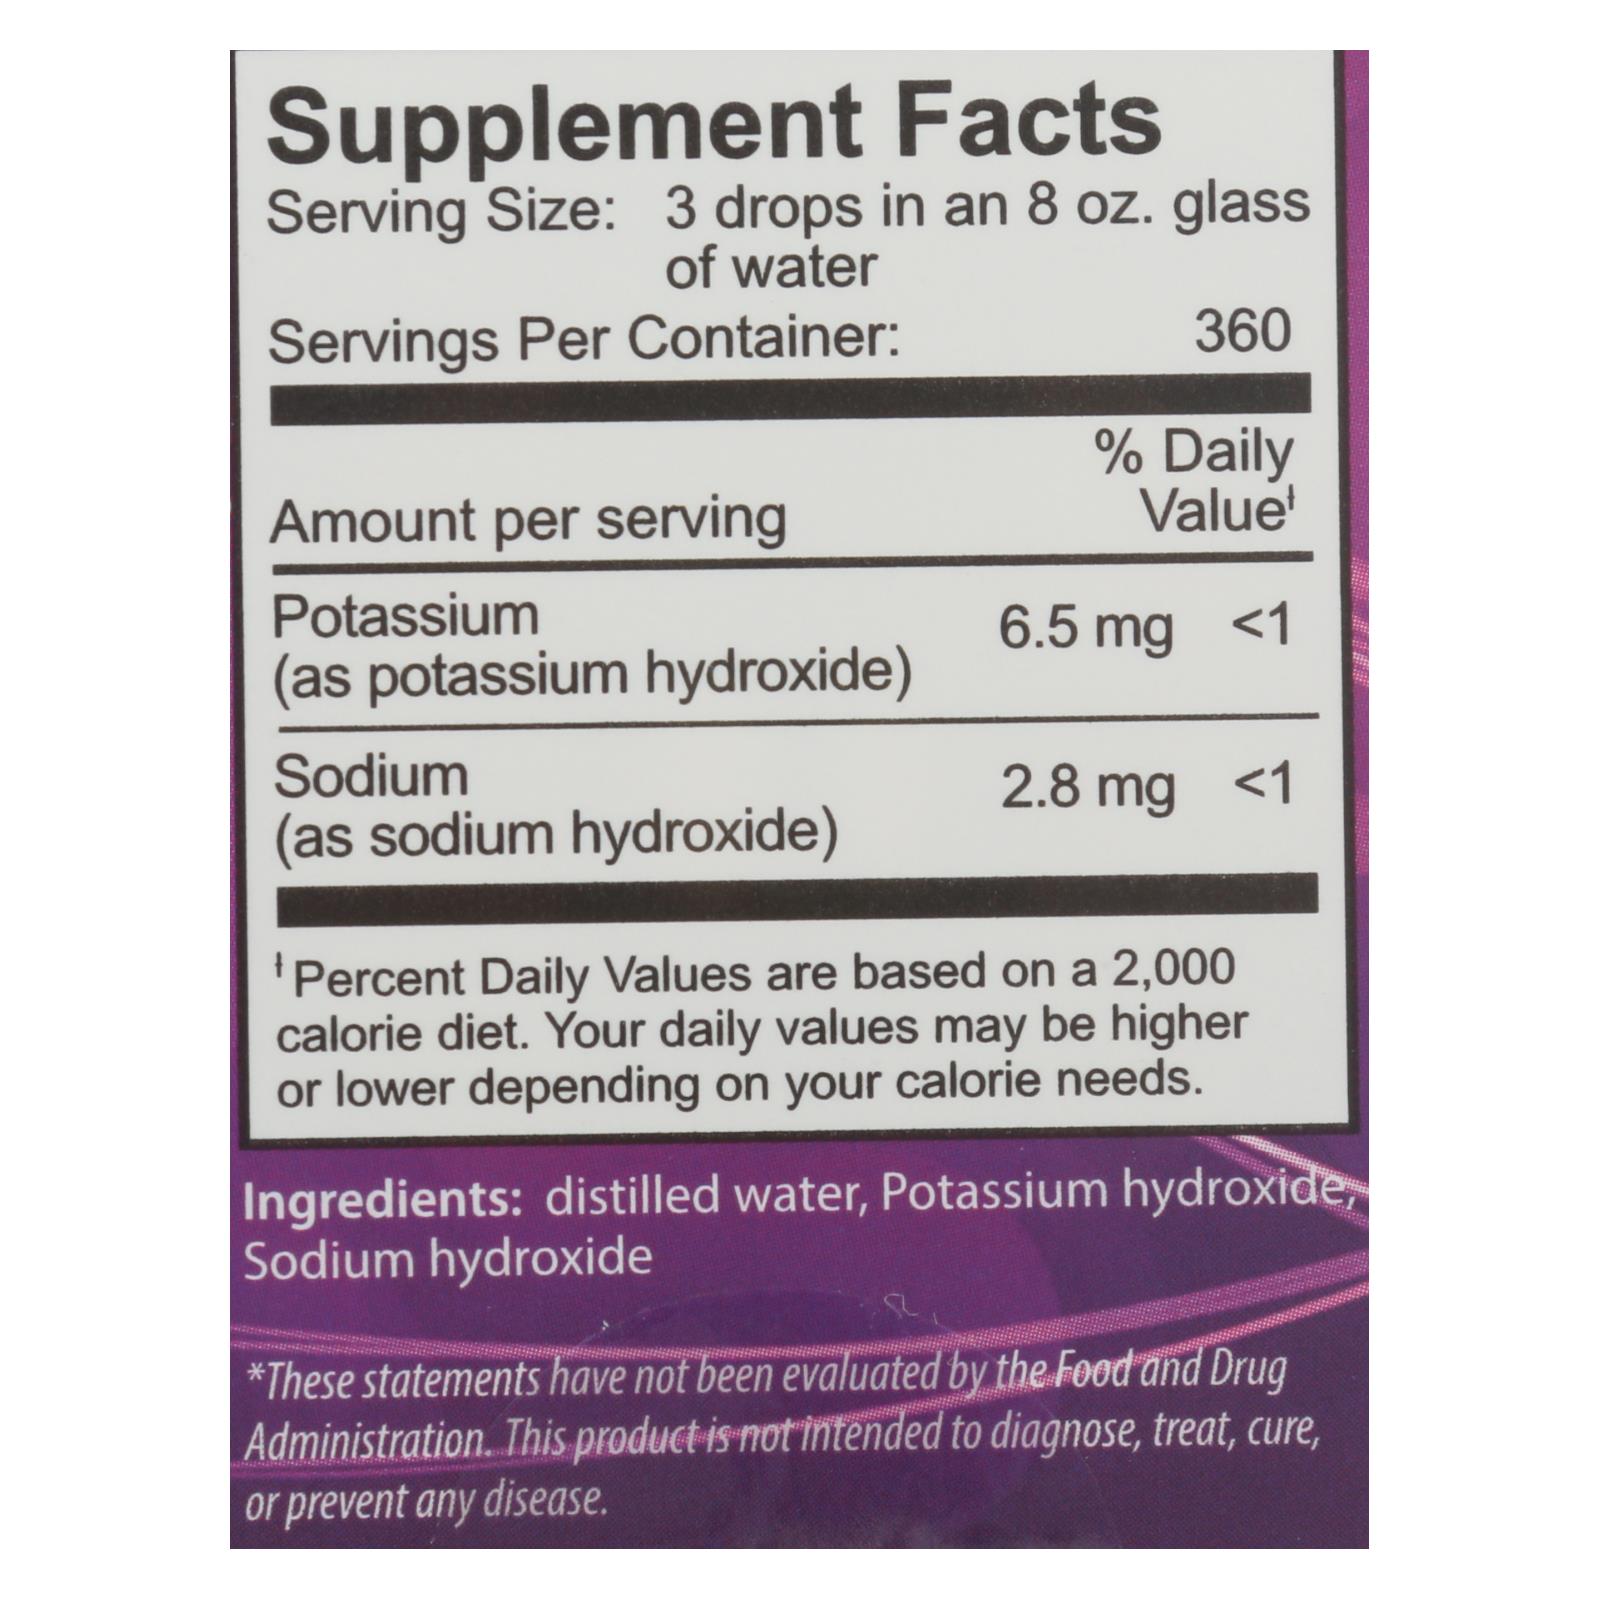 Supplement Facts
Serving Size: 3 drops in an 8 oz. glass
of water
Servings Per Container: 360
% Daily
Amount per serving Value†
Potassium 6.5 mg <1
(as potassium hydroxide)
Sodium 2.8 mg <1
(as sodium hydroxide)
† Percent Daily Values are based on a 2,000
calorie diet. Your daily values may be higher
or lower depending on your calorie needs.
Ingredients: distilled water, Potassium hydroxide,
Sodium hydroxide
*These statements have not been evaluated by the Food and Drug
Administration. This product is not intended to diagnose, treat, cure,
or prevent any disease.